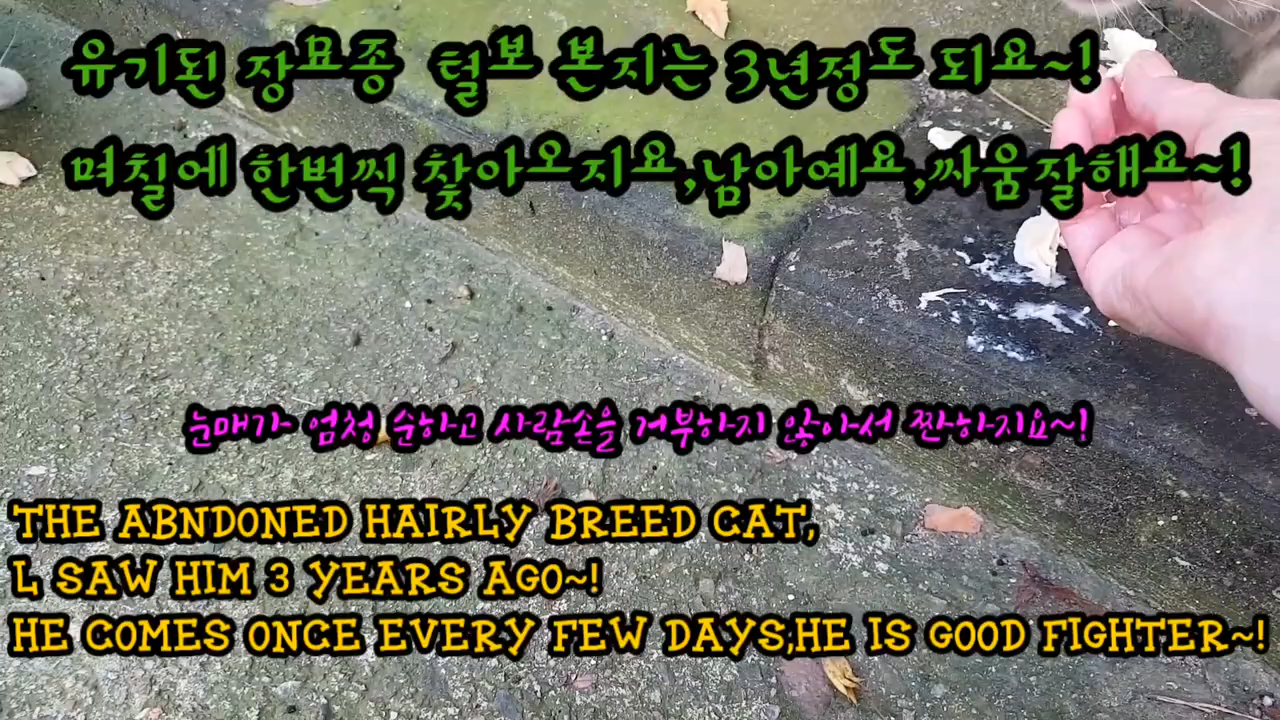 유기된 장묘종 털보 본지는 3년정도 되요~!
며칠에 한번씩 찾아오지요,남아예요,싸움잘해요~!
눈매가 엄청 순하고 사람손을 거부하지 않아서 짠하지요~!
THE ABNDONED HAIRLY BREED CAT,
L SAW HIM 3 YEARS AGO~!
HE COMES ONCE EVERY FEW DAYS,HE IS GOOD FIGHTER~!